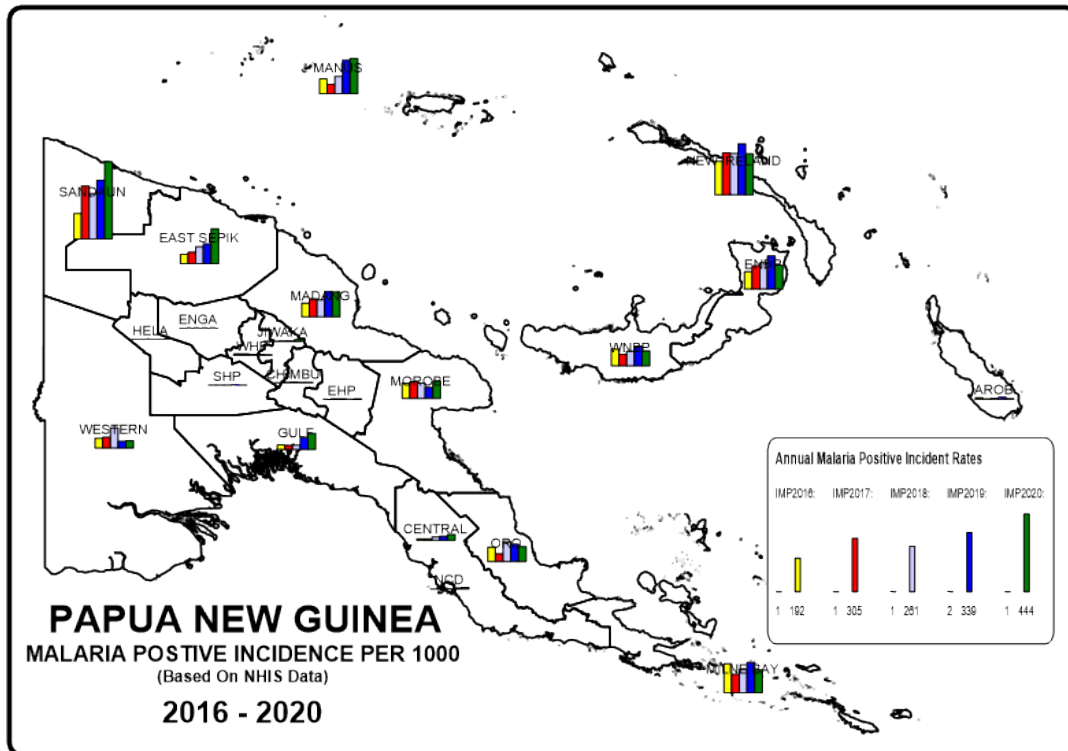 MANUS
NEW IRELAND
SANDAUN
EAST SEPIK
ENBP
MADANG
ENGA
HELA
JIWAKA
WHP
WNBP
SHP
CHIMBU
EHP
MOROBE
AROB
WESTERN
GULF
CENTRAL
ORO
NCD
MILNE BAY
Annual Malaria Positive Incident Rates
IMP2016: IMP2017: IMP2018: IMP2019: IMP2020:
1 192 1 305 1 261 2 339 1 444
PAPUA NEW GUINEA
MALARIA POSTIVE INCIDENCE PER 1000
(Based On NHIS Data)
2016 - 2020